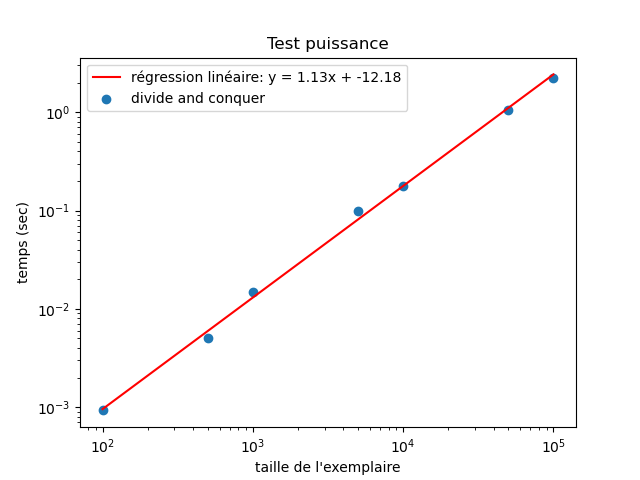 Test puissance
régression linéaire: y = 1.13x + -12.18
divide and conquer
temps (sec)
10⁰
10⁻¹
10⁻²
10⁻³
10² 10³ 10⁴ 10⁵
taille de l'exemplaire